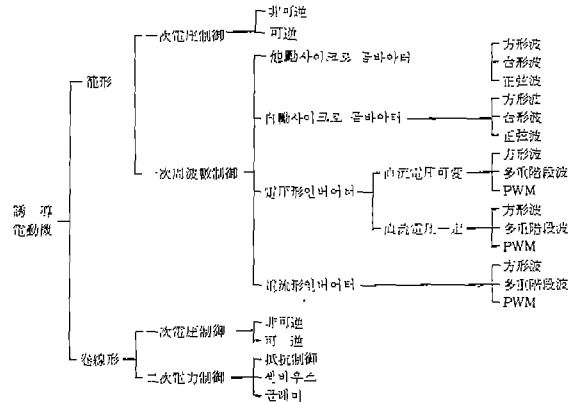 誘導
電動機
籠形
一次電圧制御
非可逆
可逆
一次周波數制御
他勵사이크로 콤바아터
方形波
台形波
正弦波
自勵사이크로 콤바아터
方形波
台形波
正弦波
電圧形인버어터
直流電圧可変
方形波
多重階段波
PWM
直流電圧一定
方形波
多重階段波
PWM
電流形인버어터
方形波
多重階段波
PWM
卷線形
一次電圧制御
非可逆
可逆
二次電力制御
抵抗制御
셀비우스
크레머